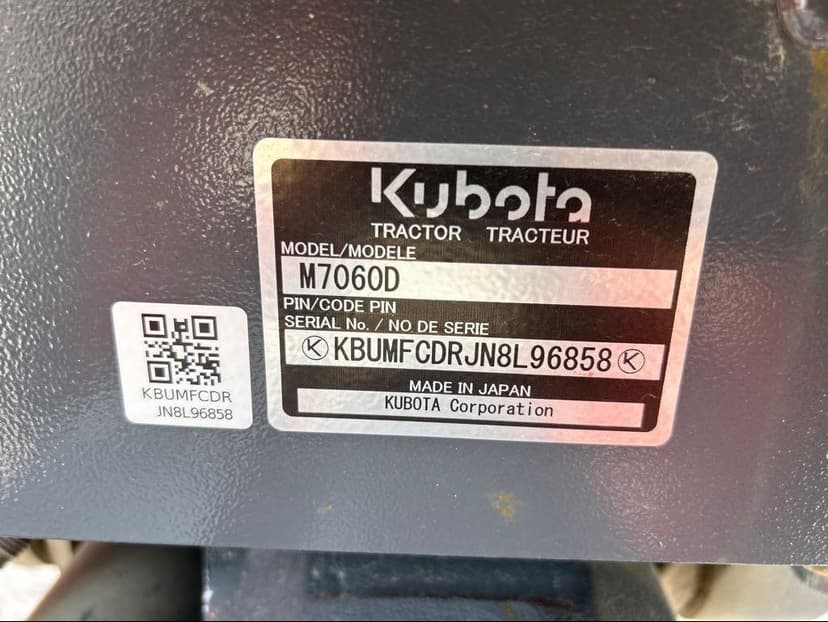 Kubota
TRACTOR TRACTEUR
MODEL/MODELE
M7060D
PIN/CODE PIN
SERIAL No. / NO DE SERIE
KBUMFCDRJN8L96858
MADE IN JAPAN
KUBOTA Corporation
KBUMFCDR
JN8L96858